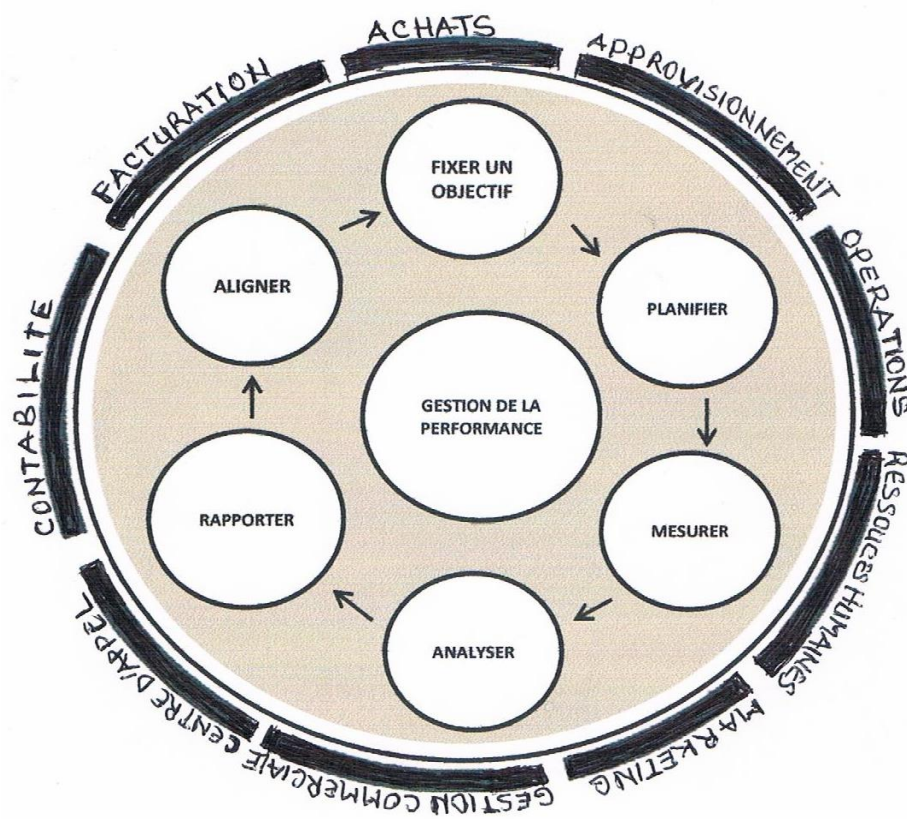 ACHATS
APPROVISIONNEMENT
OPERATIONS
RESSOUCES HUMAINES
MARKETING
GESTION COMMERCIALE
CENTRE D'APPEL
CONTABILITE
FACTURATION
FIXER UN
OBJECTIF
PLANIFIER
MESURER
ANALYSER
RAPPORTER
ALIGNER
GESTION DE LA
PERFORMANCE